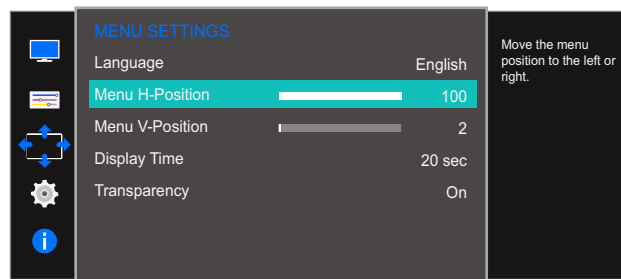 MENU SETTINGS
Language English
Menu H-Position 100
Menu V-Position 2
Display Time 20 sec
Transparency On
Move the menu
position to the left or
right.